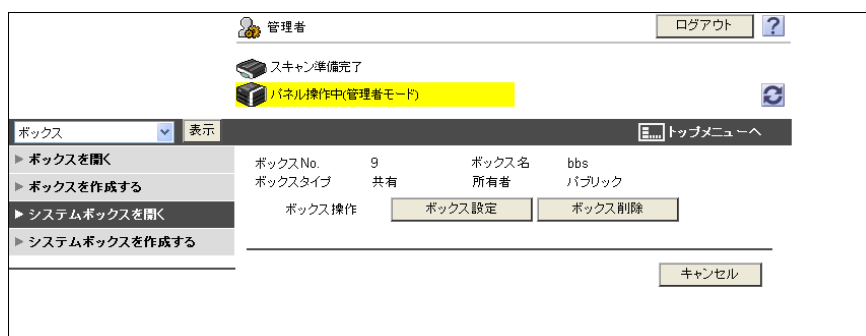 管理者 ログアウト ?
スキャン準備完了
パネル操作中(管理者モード)
ボックス 表示 トップメニューへ
ボックスを開く
ボックスを作成する
システムボックスを開く
システムボックスを作成する
ボックスNo. 9 ボックス名 bbs
ボックスタイプ 共有 所有者 パブリック
ボックス操作 ボックス設定 ボックス削除
キャンセル